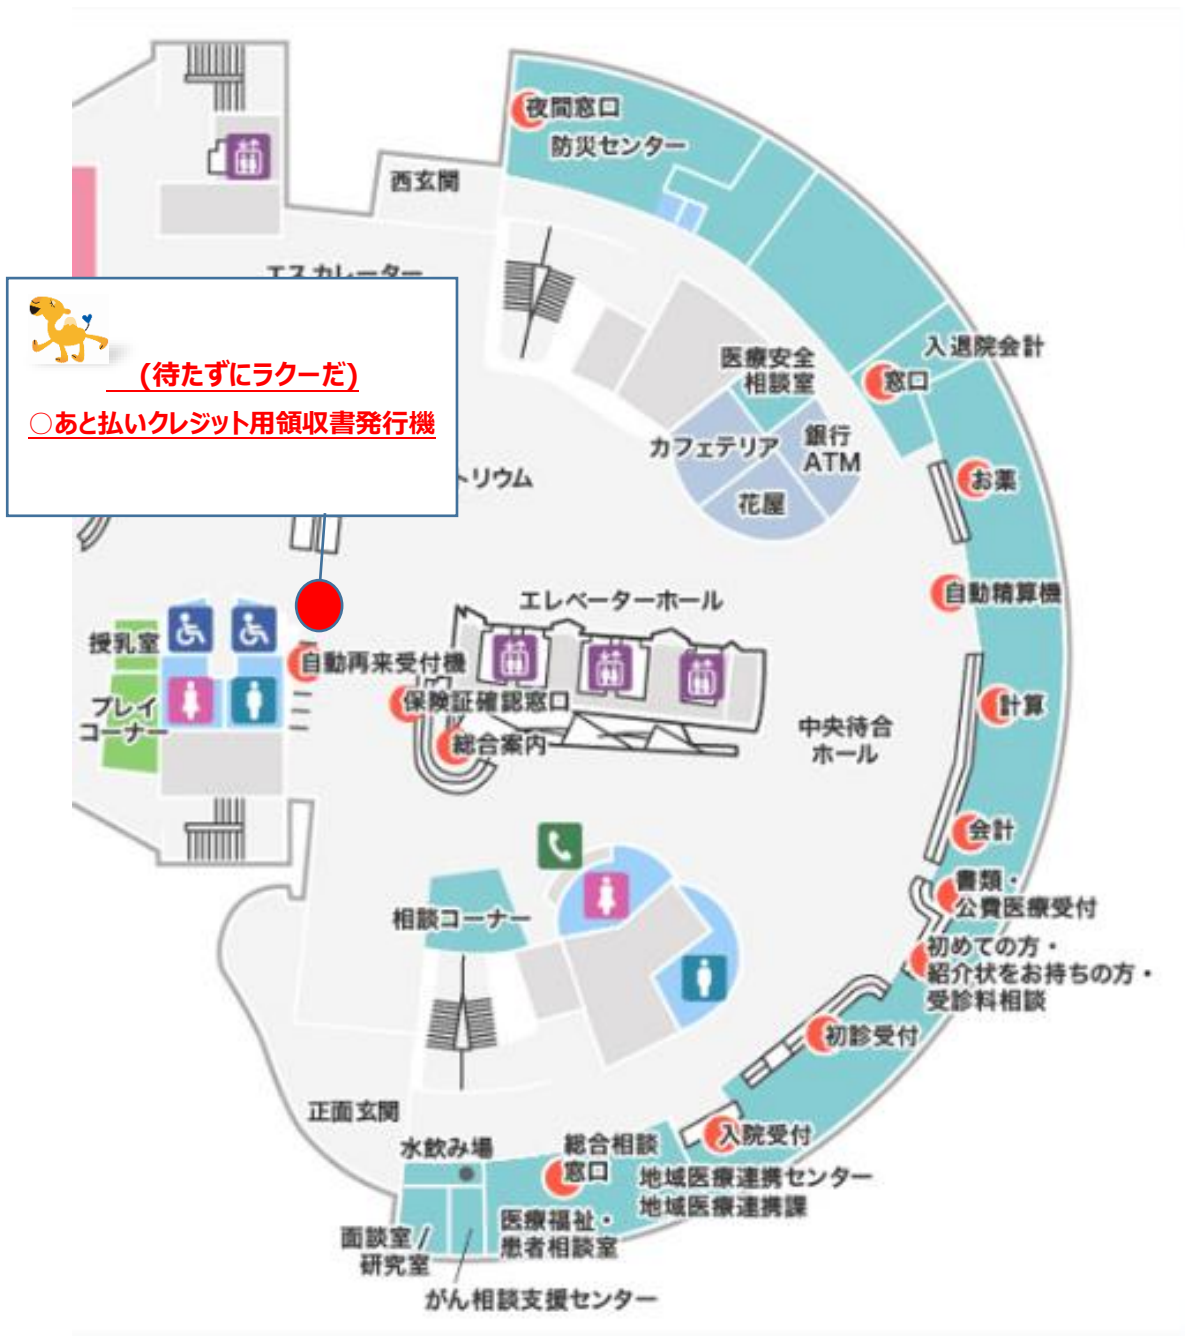 夜間窓口
防災センター
西玄関
エスカレーター
(待たずにラクーだ)
○あと払いクレジット用領収書発行機
トリウム
入退院会計
窓口
医療安全
相談室
カフェテリア
銀行
ATM
花屋
お薬
自動精算機
エレベーターホール
授乳室
自動再来受付機
プレイ
コーナー
保険証確認窓口
総合案内
中央待合
ホール
計算
会計
書類・
公費医療受付
相談コーナー
初めての方・
紹介状をお持ちの方・
受診料相談
初診受付
正面玄関
入院受付
水飲み場
総合相談
窓口
地域医療連携センター
地域医療連携課
医療福祉・
患者相談室
面談室/
研究室
がん相談支援センター